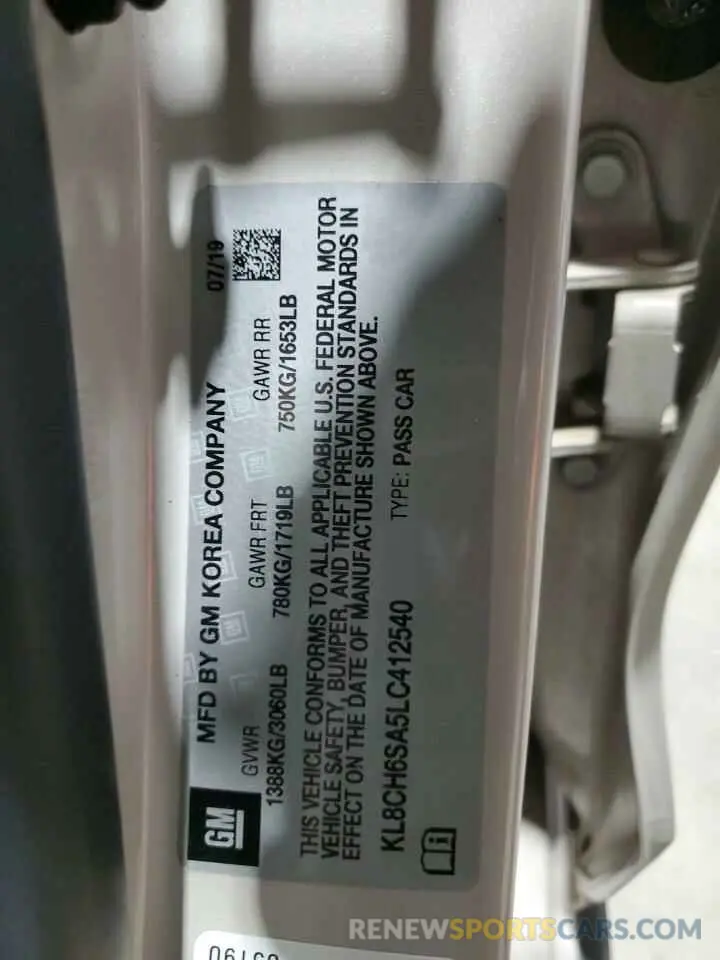 MFD BY GM KOREA COMPANY 07/19
GM
GVWR GAWR FRT GAWR RR
1388KG/3060LB 780KG/1719LB 750KG/1653LB
THIS VEHICLE CONFORMS TO ALL APPLICABLE U.S. FEDERAL MOTOR
VEHICLE SAFETY, BUMPER, AND THEFT PREVENTION STANDARDS IN
EFFECT ON THE DATE OF MANUFACTURE SHOWN ABOVE.
KL8CH6SA5LC412540 TYPE: PASS CAR
RENEWSPORTSCARS.COM